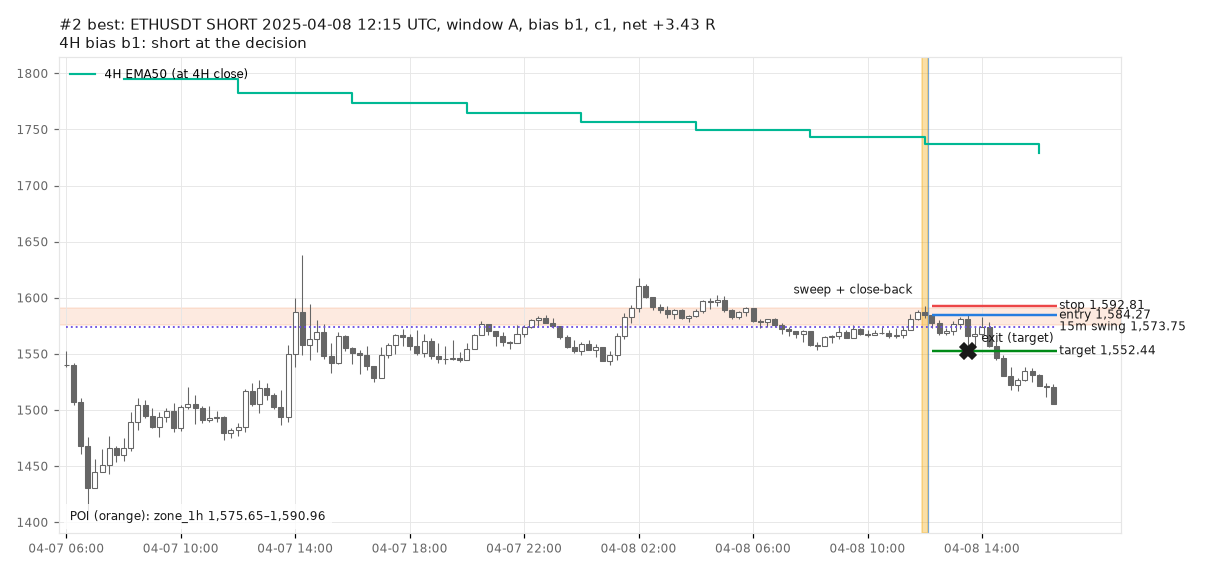 #2 best: ETHUSDT SHORT 2025-04-08 12:15 UTC, window A, bias b1, c1, net +3.43 R
4H bias b1: short at the decision
4H EMA50 (at 4H close)
1800
1750
1700
1650
1600
1550
1500
1450
1400
sweep + close-back
stop 1,592.81
entry 1,584.27
15m swing 1,573.75
exit (target)
target 1,552.44
POI (orange): zone_1h 1,575.65–1,590.96
04-07 06:00
04-07 10:00
04-07 14:00
04-07 18:00
04-07 22:00
04-08 02:00
04-08 06:00
04-08 10:00
04-08 14:00